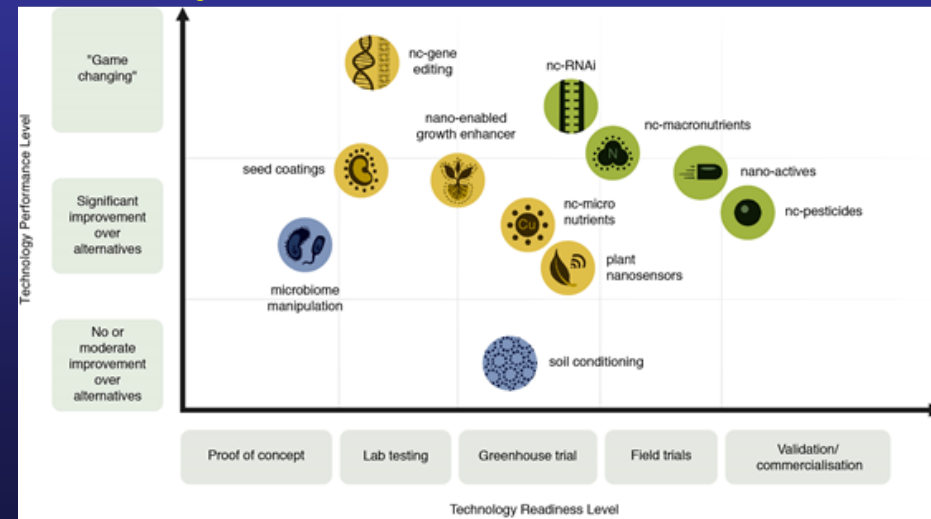 "Game
changing"
nc-gene
editing
nc-RNAi
nano-enabled
growth enhancer
nc-macronutrients
N
seed coatings
nano-actives
Technology Performance Level
Significant
improvement
over
alternatives
nc-micro
nutrients
Cu
nc-pesticides
plant
nanosensors
microbiome
manipulation
No or
moderate
improvement
over
alternatives
soil conditioning
Proof of concept
Lab testing
Greenhouse trial
Field trials
Validation/
commercialisation
Technology Readiness Level